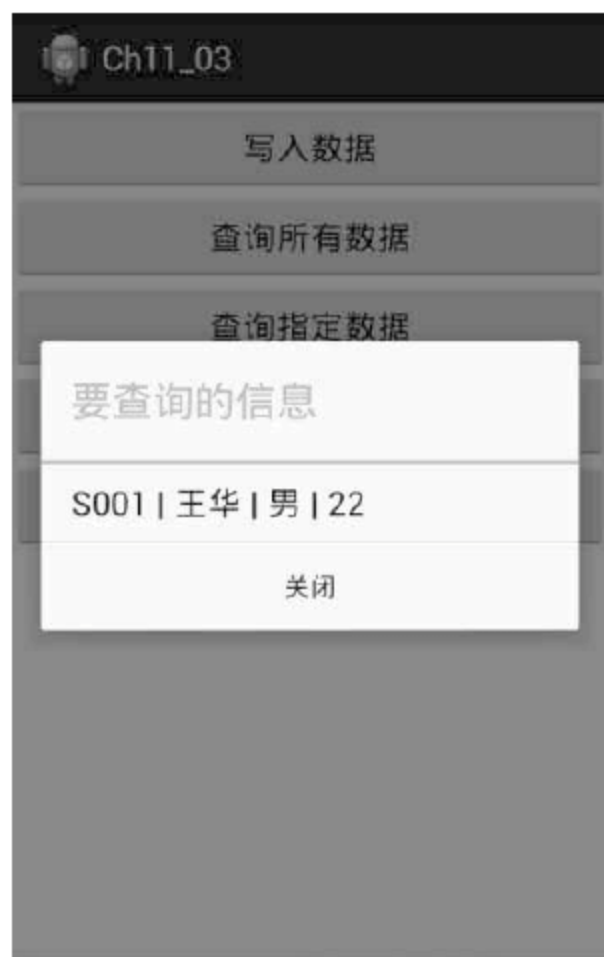 Ch11_03
写入数据
查询所有数据
查询指定数据
要查询的信息
S001 | 王华 | 男 | 22
关闭